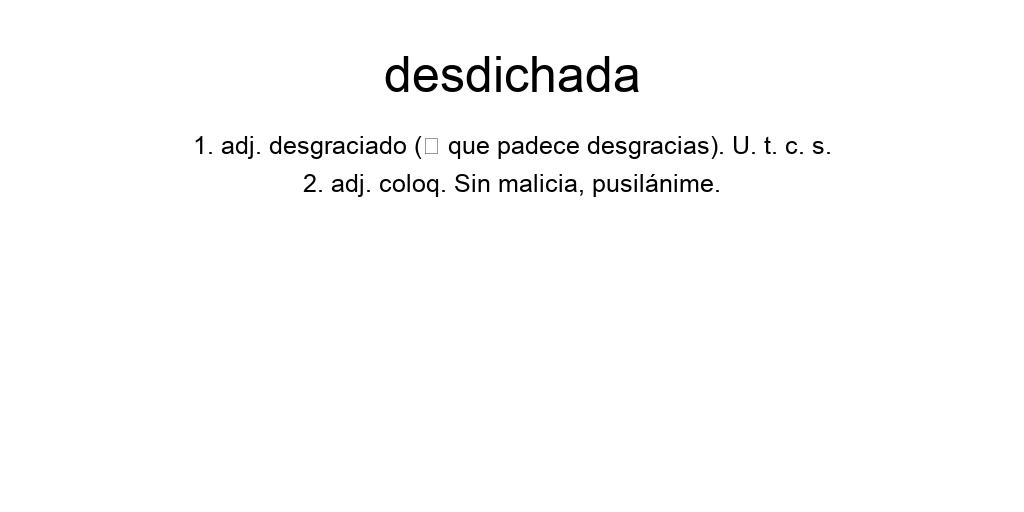 desdichada
1. adj. desgraciado (▯ que padece desgracias). U. t. c. s.
2. adj. coloq. Sin malicia, pusilánime.